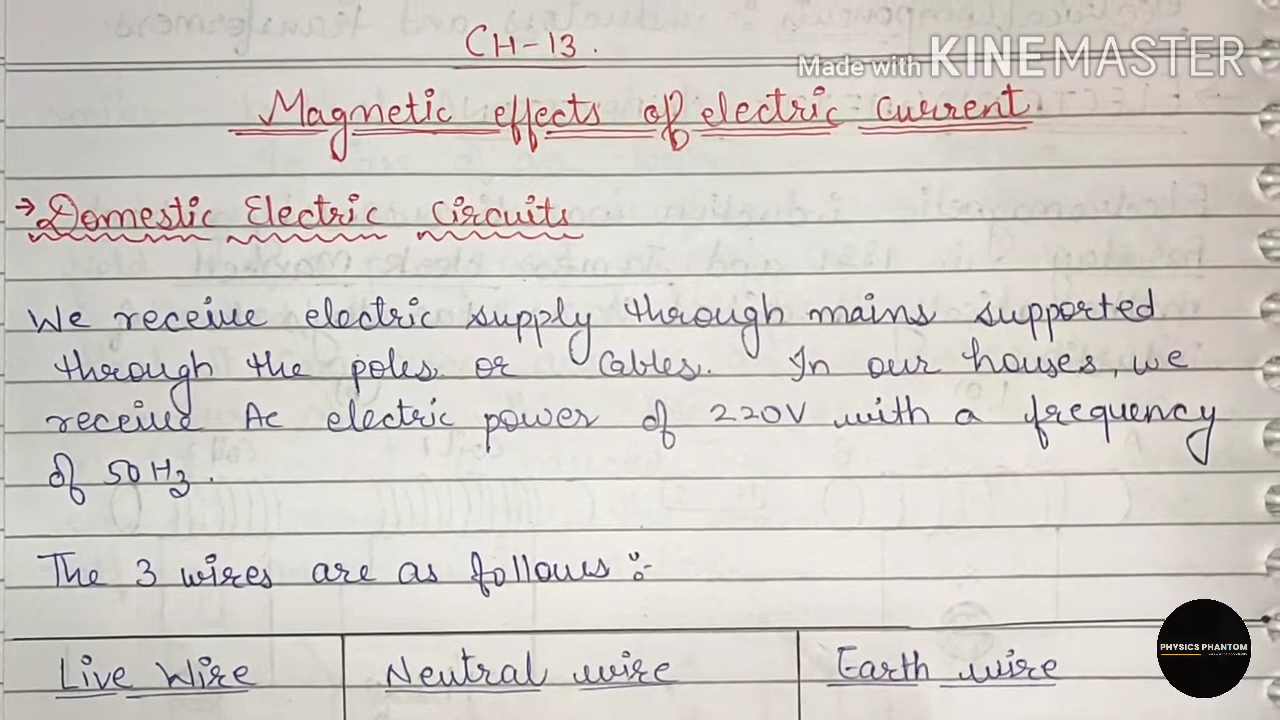 CH-13.
Made with KINEMASTER
Magnetic effects of electric current.
→ Domestic Electric Circuits
We receive electric supply through mains supported
through the poles or Cables. In our houses, we
receive Ac electric power of 220V with a frequency
of 50Hz.
The 3 wires are as follows :-
Live Wire
Neutral wire
Earth wire
PHYSICS PHANTOM